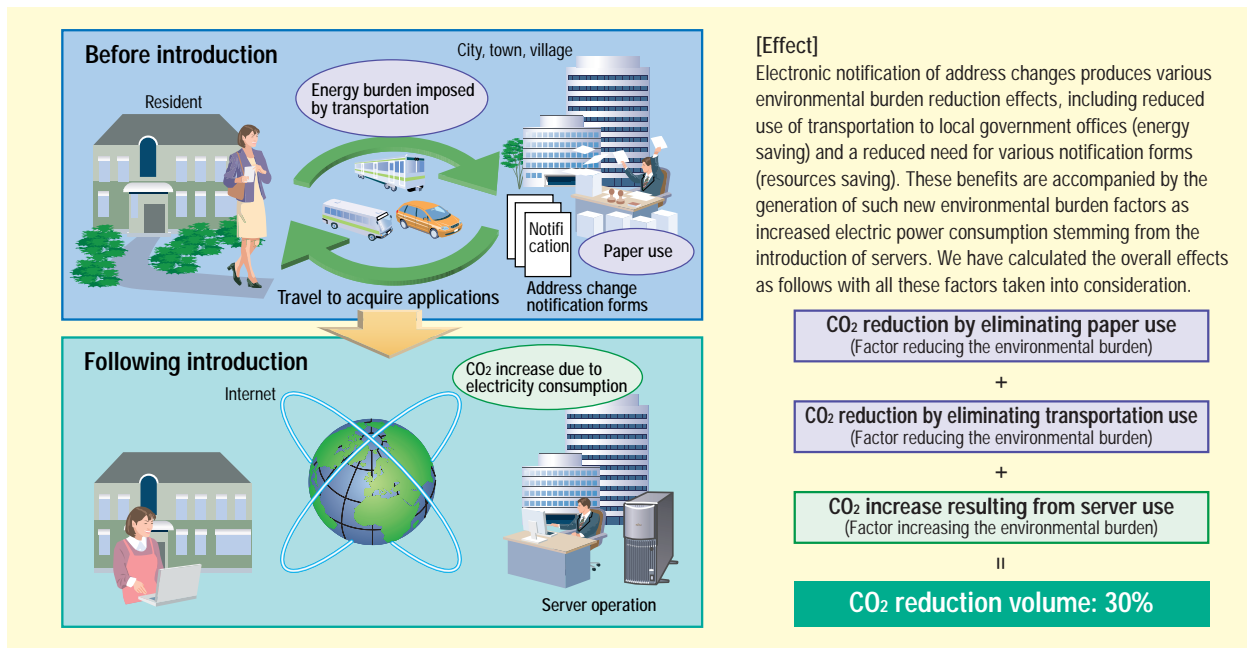 Before introduction
City, town, village
Resident
Energy burden imposed
by transportation
Notifi
cation
Paper use
Travel to acquire applications
Address change
notification forms
Following introduction
Internet
CO2 increase due to
electricity consumption
Server operation
[Effect]
Electronic notification of address changes produces various
environmental burden reduction effects, including reduced
use of transportation to local government offices (energy
saving) and a reduced need for various notification forms
(resources saving). These benefits are accompanied by the
generation of such new environmental burden factors as
increased electric power consumption stemming from the
introduction of servers. We have calculated the overall effects
as follows with all these factors taken into consideration.
CO2 reduction by eliminating paper use
(Factor reducing the environmental burden)
+
CO2 reduction by eliminating transportation use
(Factor reducing the environmental burden)
+
CO2 increase resulting from server use
(Factor increasing the environmental burden)
=
CO2 reduction volume: 30%